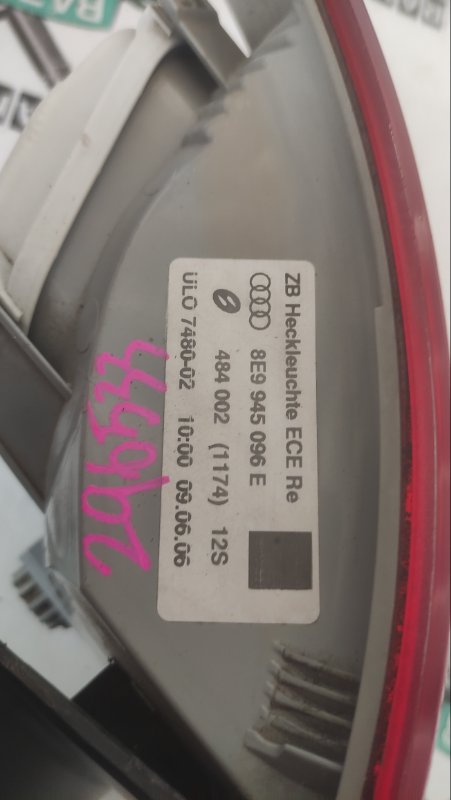 ZB Heckleuchte ECE Re
8E9 945 096 E
484 002 (1174) 12S
ULO 7480-02 10:00 09.06.06